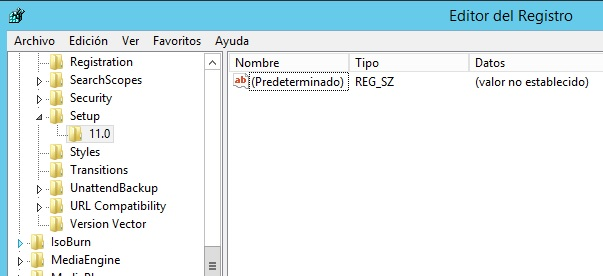 Editor del Registro
Archivo Edición Ver Favoritos Ayuda
Nombre Tipo Datos
ab (Predeterminado) REG_SZ (valor no establecido)
Registration
SearchScopes
Security
Setup
11.0
Styles
Transitions
UnattendBackup
URL Compatibility
Version Vector
IsoBurn
MediaEngine